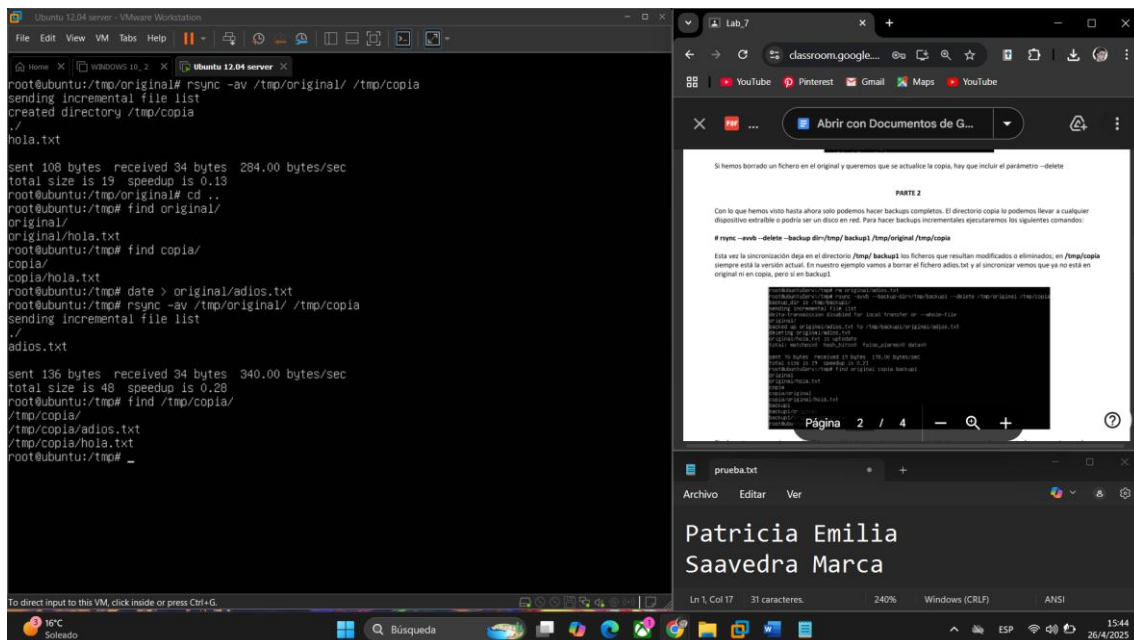 Ubuntu 12.04 server - VMware Workstation
File Edit View VM Tabs Help
Home WINDOWS 10_ 2 Ubuntu 12.04 server
root@ubuntu:/tmp/original# rsync -av /tmp/original/ /tmp/copia
sending incremental file list
created directory /tmp/copia
./
hola.txt
sent 108 bytes received 34 bytes 284.00 bytes/sec
total size is 19 speedup is 0.13
root@ubuntu:/tmp/original# cd ..
root@ubuntu:/tmp# find original/
original/
original/hola.txt
root@ubuntu:/tmp# find copia/
copia/
copia/hola.txt
root@ubuntu:/tmp# date > original/adios.txt
root@ubuntu:/tmp# rsync -av /tmp/original/ /tmp/copia
sending incremental file list
./
adios.txt
sent 136 bytes received 34 bytes 340.00 bytes/sec
total size is 48 speedup is 0.28
root@ubuntu:/tmp# find /tmp/copia/
/tmp/copia/
/tmp/copia/adios.txt
/tmp/copia/hola.txt
root@ubuntu:/tmp# _
To direct input to this VM, click inside or press Ctrl+G.
Lab_7
classroom.google....
YouTube Pinterest Gmail Maps YouTube
PDF ... Abrir con Documentos de G...
Si hemos borrado un fichero en el original y queremos que se actualice la copia, hay que incluir el parámetro --delete
PARTE 2
Con lo que hemos visto hasta ahora solo podemos hacer backups completos. El directorio copia lo podemos llevar a cualquier
dispositivo extraíble o podría ser un disco en red. Para hacer backups incrementales ejecutaremos los siguientes comandos:
# rsync –avvb –delete –backup dir=/tmp/ backup1 /tmp/original /tmp/copia
Esta vez la sincronización deja en el directorio /tmp/ backup1 los ficheros que resultan modificados o eliminados; en /tmp/copia
siempre está la versión actual. En nuestro ejemplo vamos a borrar el fichero adios.txt y al sincronizar vemos que ya no está en
original ni en copia, pero si en backup1
Página 2 / 4
prueba.txt
Archivo Editar Ver
Patricia Emilia
Saavedra Marca
Ln 1, Col 17 31 caracteres. 240% Windows (CRLF) ANSI
3 16°C
Soleado
Búsqueda
ESP
15:44
26/4/2025